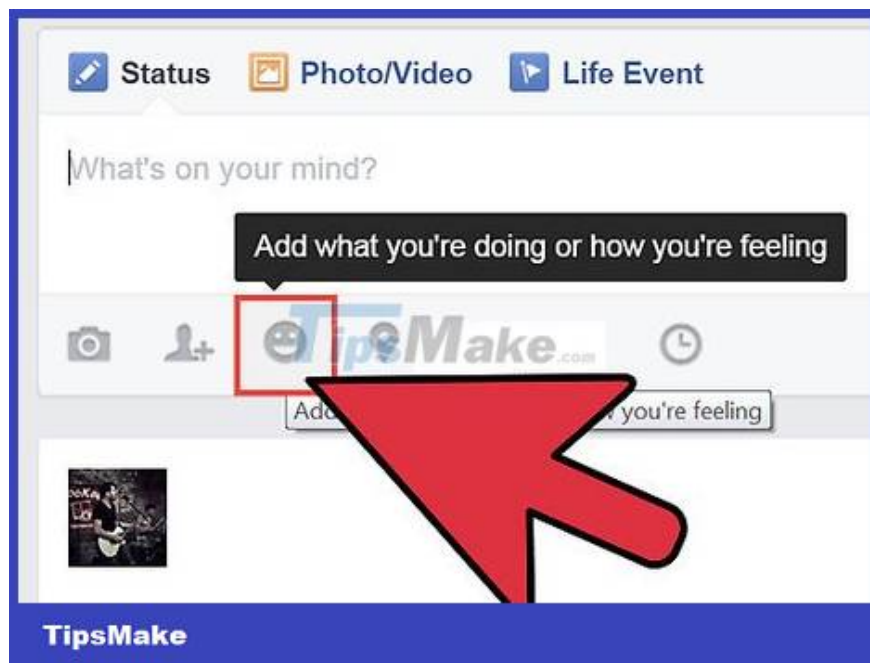 Status Photo/Video Life Event
What's on your mind?
Add what you're doing or how you're feeling
TipsMake.com
Add you're feeling
TipsMake